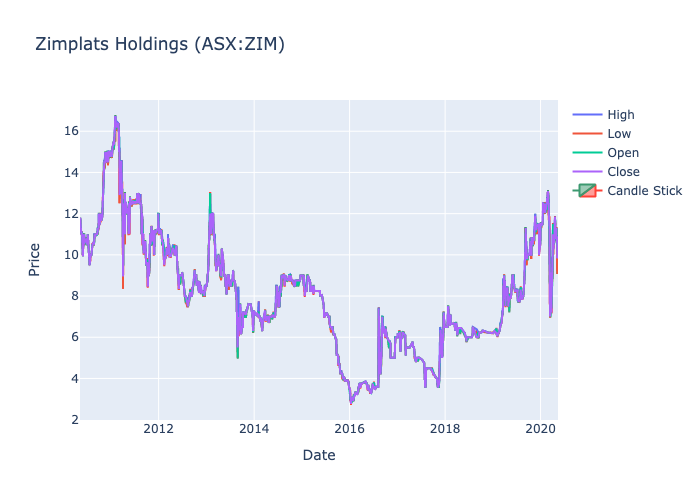 Zimplats Holdings (ASX:ZIM)
High
Low
Open
Close
Candle Stick
16
14
12
10
8
6
4
2
Price
2012
2014
2016
2018
2020
Date